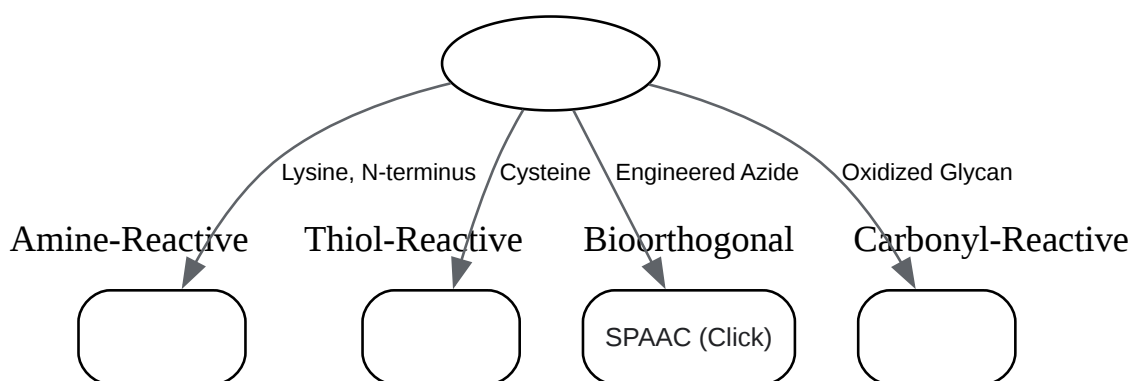 Lysine, N-terminus
Cysteine
Engineered Azide
Oxidized Glycan
Amine-Reactive
Thiol-Reactive
Bioorthogonal
Carbonyl-Reactive
SPAAC (Click)